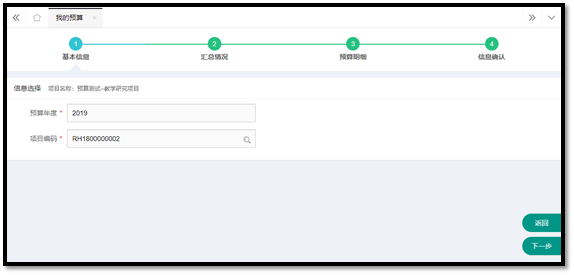 我的预算
1 2 3 4
基本信息 汇总情况 预算明细 信息确认
信息选择 项目名称：预算测试--教学研究项目
预算年度 * 2019
项目编码 * RH1800000002
返回
下一步